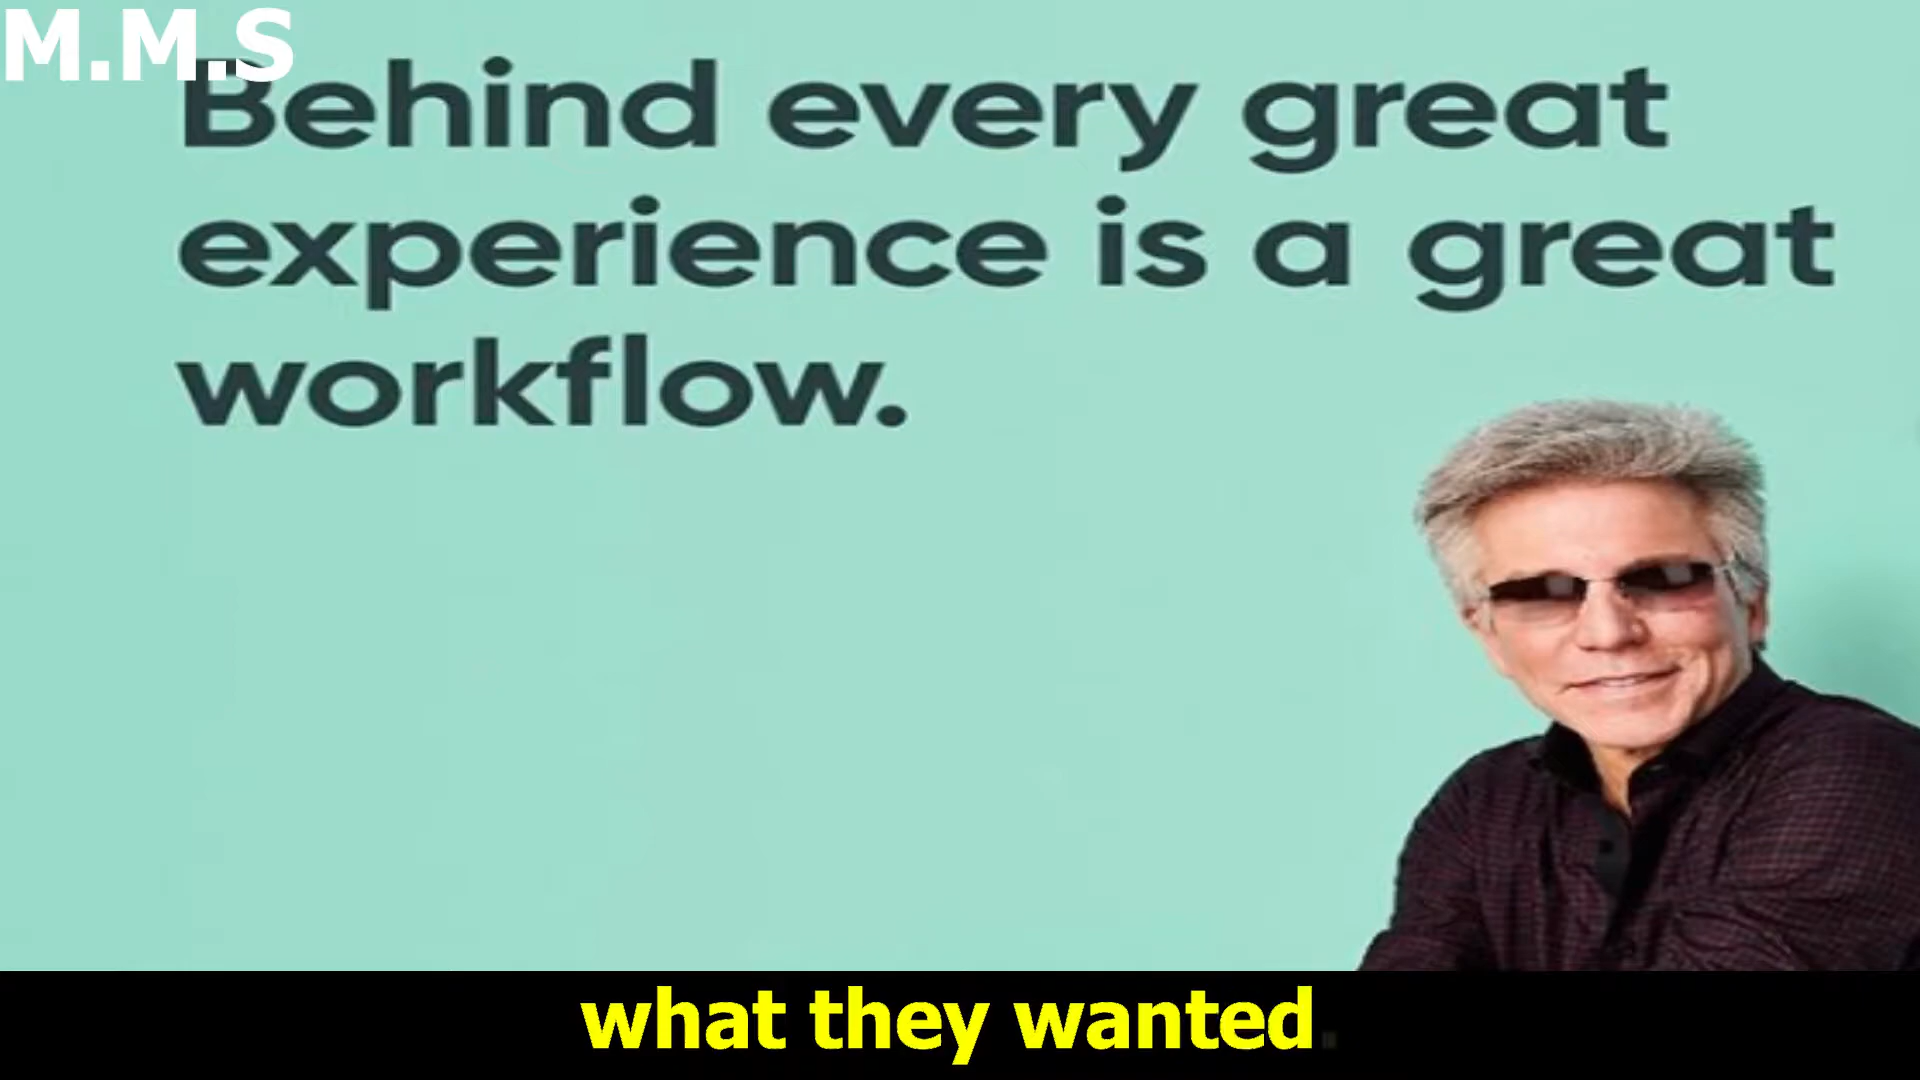 M.M.S
Behind every great
experience is a great
workflow.
what they wanted.